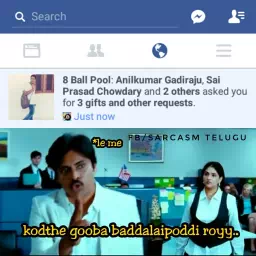 Search
8 Ball Pool: Anilkumar Gadiraju, Sai
Prasad Chowdary and 2 others asked you
for 3 gifts and other requests.
Just now
FB/SARCASM TELUGU
*le me
kodthe gooba baddalaipoddi royy..